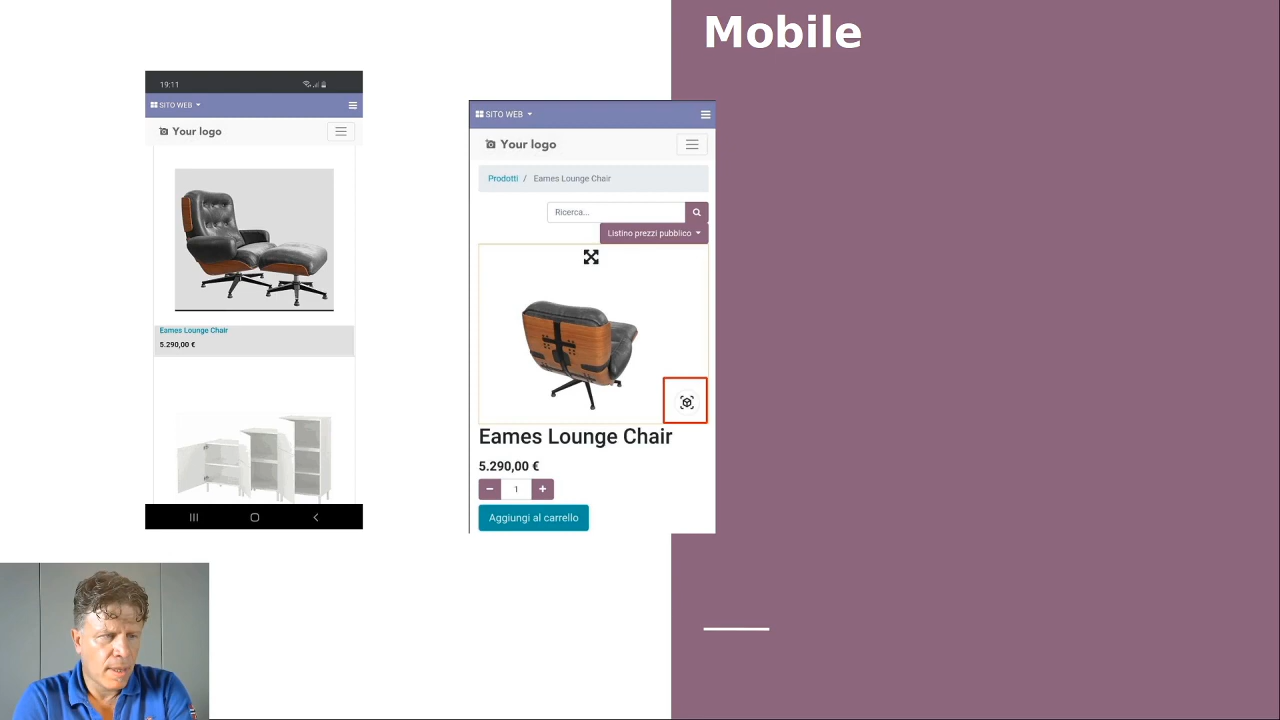 Mobile
19:11
SITO WEB
Your logo
Eames Lounge Chair
5.290,00 €
SITO WEB
Your logo
Prodotti / Eames Lounge Chair
Ricerca...
Listino prezzi pubblico
Eames Lounge Chair
5.290,00 €
1
Aggiungi al carrello